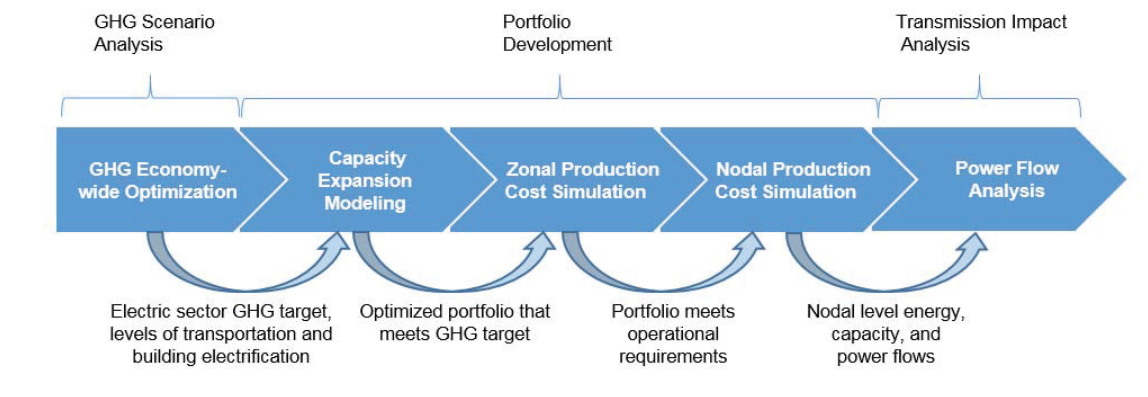 GHG Scenario
Analysis
Portfolio
Development
Transmission Impact
Analysis
GHG Economy-
wide Optimization
Capacity
Expansion
Modeling
Zonal Production
Cost Simulation
Nodal Production
Cost Simulation
Power Flow
Analysis
Electric sector GHG target,
levels of transportation and
building electrification
Optimized portfolio that
meets GHG target
Portfolio meets
operational
requirements
Nodal level energy,
capacity, and
power flows